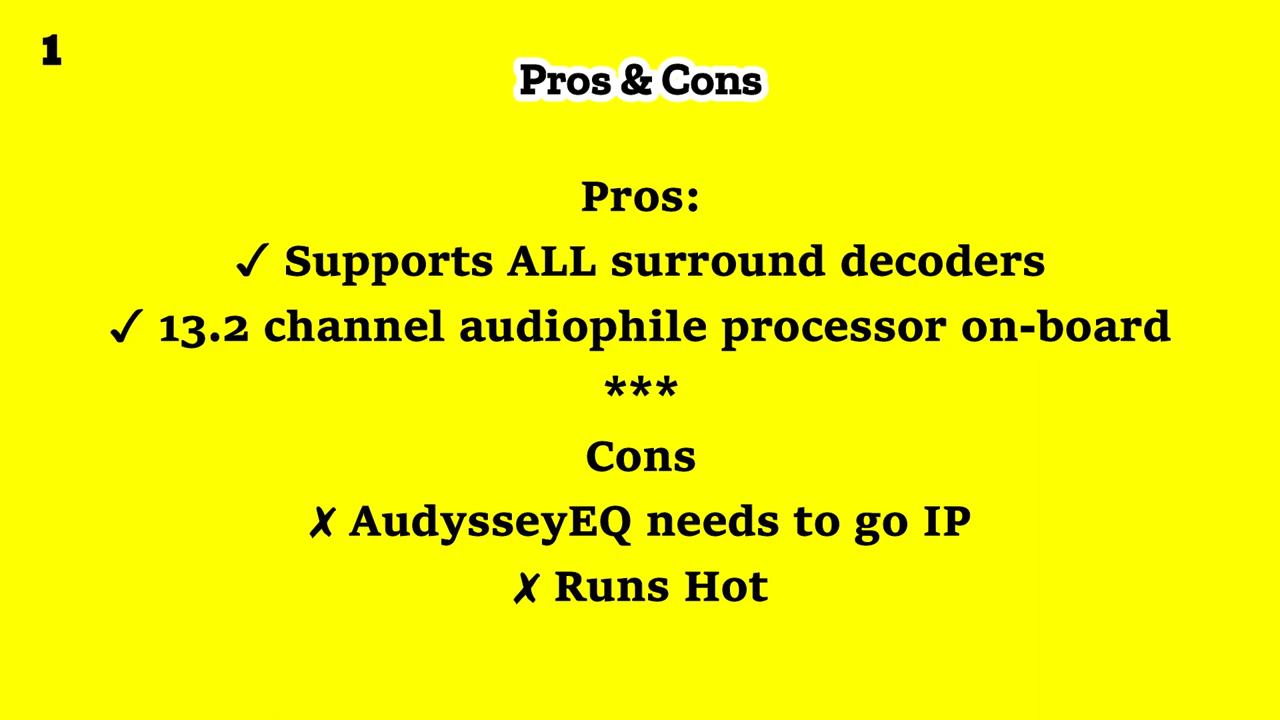 1
Pros & Cons
Pros:
✓ Supports ALL surround decoders
✓ 13.2 channel audiophile processor on-board
***
Cons
✗ AudysseyEQ needs to go IP
✗ Runs Hot